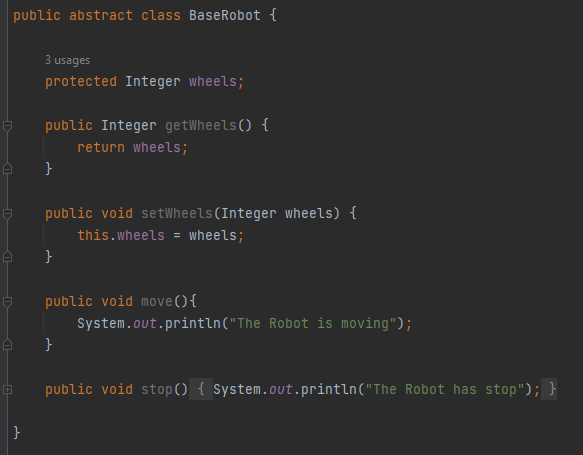 public abstract class BaseRobot {
3 usages
protected Integer wheels;
public Integer getWheels() {
return wheels;
}
public void setWheels(Integer wheels) {
this.wheels = wheels;
}
public void move(){
System.out.println("The Robot is moving");
}
public void stop() { System.out.println("The Robot has stop"); }
}